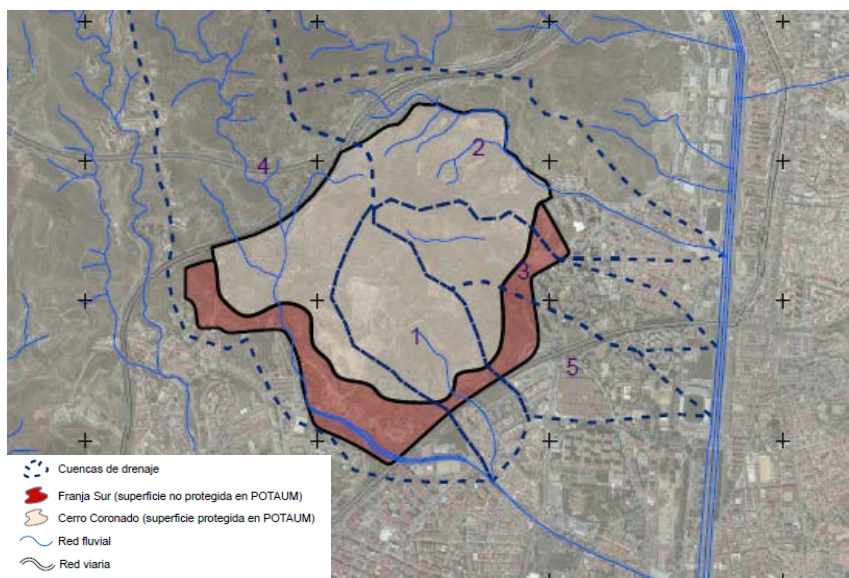 2
4
3
1
5
Cuencas de drenaje
Franja Sur (superficie no protegida en POTAUM)
Cerro Coronado (superficie protegida en POTAUM)
Red fluvial
Red viaria